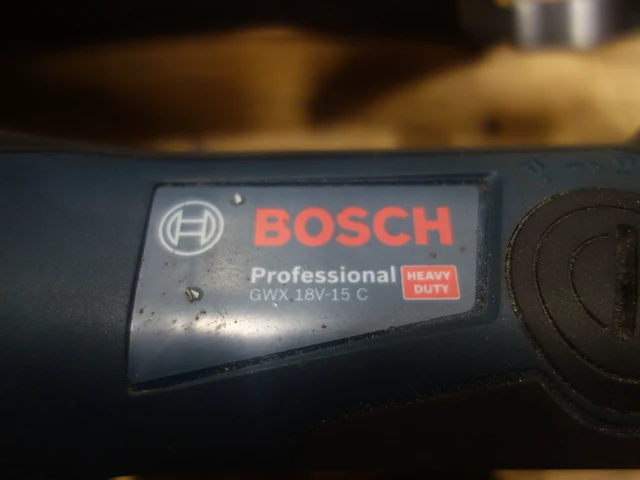 BOSCH
Professional
HEAVY
DUTY
GWX 18V-15 C